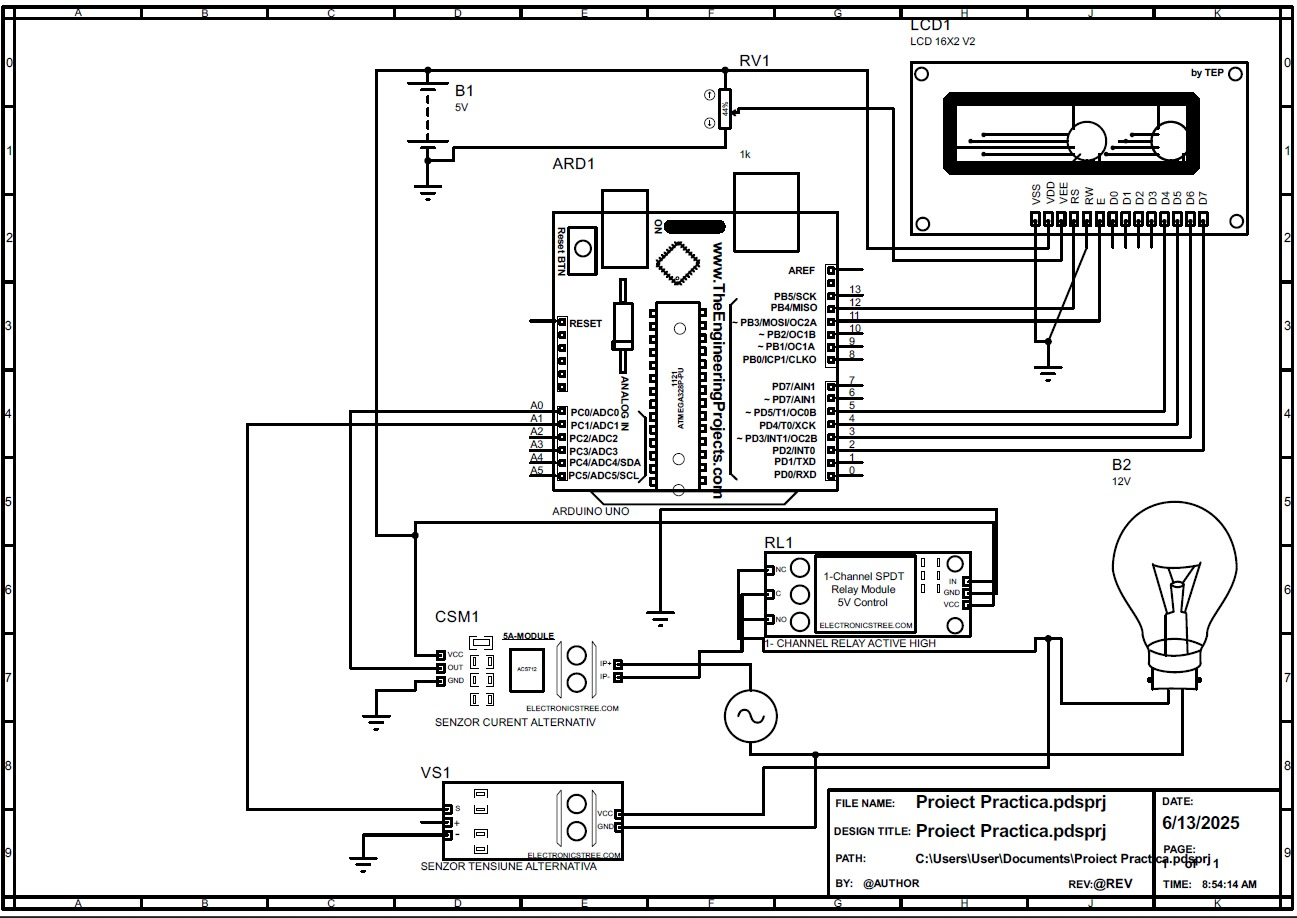 A B C D E F G H J K
LCD1
LCD 16X2 V2
RV1
B1
5V
44%
1k
ARD1
by TEP
VSS VDD VEE RS RW E D0 D1 D2 D3 D4 D5 D6 D7
Reset BTN
ON
www.TheEngineeringProjects.com
AREF
PB5/SCK 13
PB4/MISO 12
~ PB3/MOSI/OC2A 11
~ PB2/OC1B 10
~ PB1/OC1A 9
PB0/ICP1/CLKO 8
RESET
1121
ATMEGA328P-PU
ANALOG IN
PD7/AIN1 7
~ PD7/AIN1 6
~ PD5/T1/OC0B 5
PD4/T0/XCK 4
~ PD3/INT1/OC2B 3
PD2/INT0 2
PD1/TXD 1
PD0/RXD 0
A0 PC0/ADC0
A1 PC1/ADC1
A2 PC2/ADC2
A3 PC3/ADC3
A4 PC4/ADC4/SDA
A5 PC5/ADC5/SCL
ARDUINO UNO
B2
12V
RL1
NC
C
NO
1-Channel SPDT
Relay Module
5V Control
ELECTRONICSTREE.COM
IN
GND
VCC
1- CHANNEL RELAY ACTIVE HIGH
CSM1
5A-MODULE
VCC
OUT
GND
ACS712
IP+
IP-
ELECTRONICSTREE.COM
SENZOR CURENT ALTERNATIV
VS1
S
+
-
VCC
GND
ELECTRONICSTREE.COM
SENZOR TENSIUNE ALTERNATIVA
FILE NAME: Proiect Practica.pdsprj
DESIGN TITLE: Proiect Practica.pdsprj
PATH: C:\Users\User\Documents\Proiect Practica.pdsprj
BY: @AUTHOR
REV:@REV
DATE:
6/13/2025
PAGE:
1 of 1
TIME: 8:54:14 AM
0 0
1 1
2 2
3 3
4 4
5 5
6 6
7 7
8 8
9 9
A B C D E F G H J K